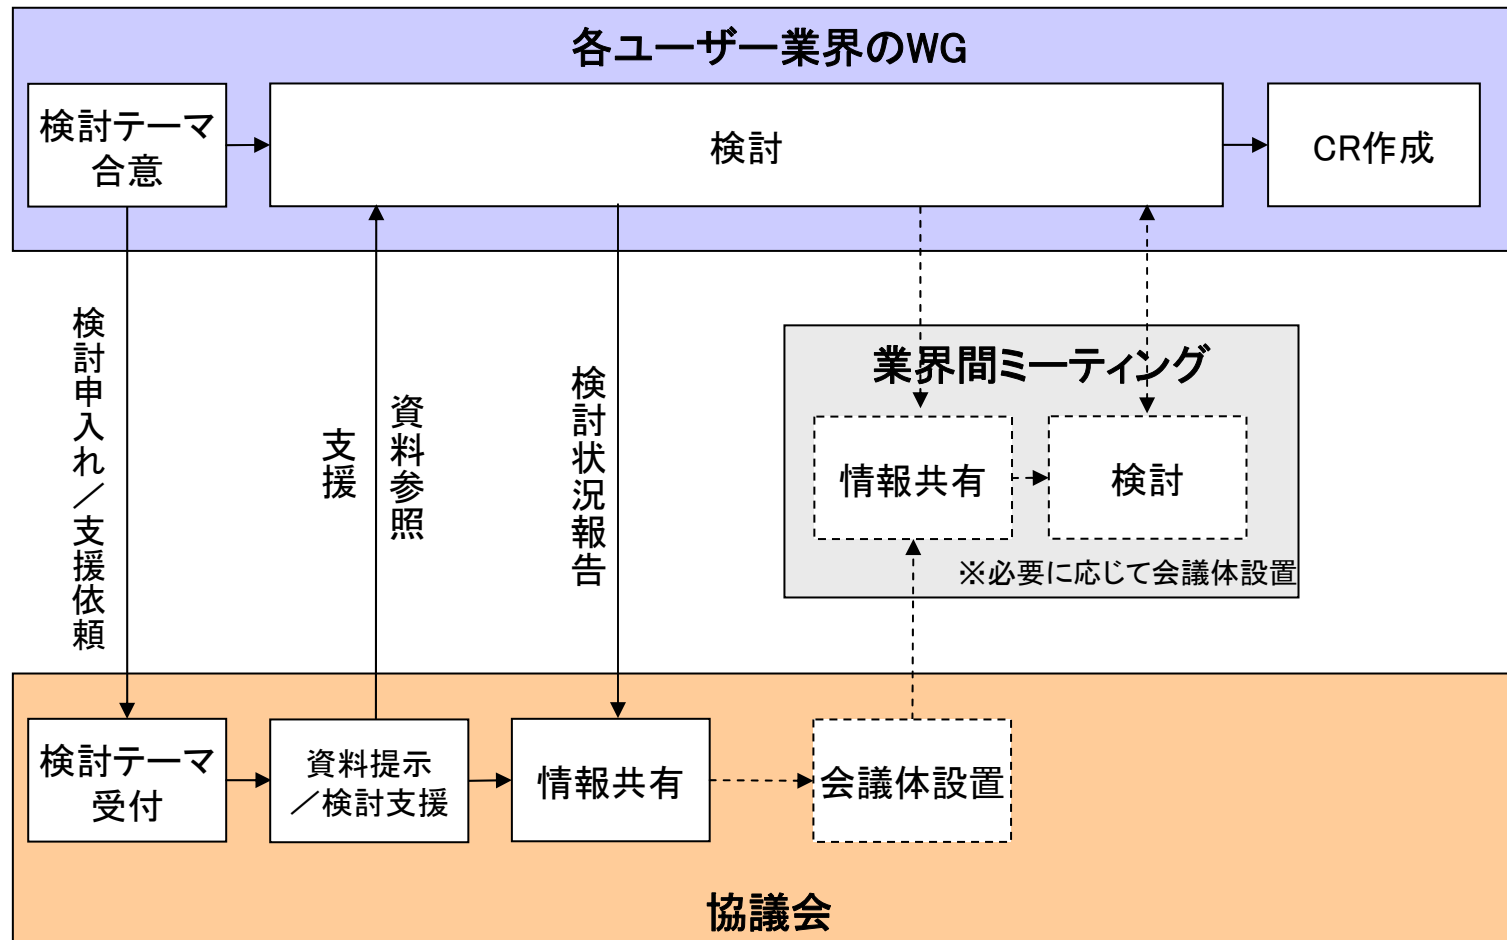 各ユーザー業界のWG
検討テーマ
合意
検討
CR作成
検討申入れ／支援依頼
支援
資料参照
検討状況報告
業界間ミーティング
情報共有
検討
※必要に応じて会議体設置
検討テーマ
受付
資料提示
／検討支援
情報共有
会議体設置
協議会